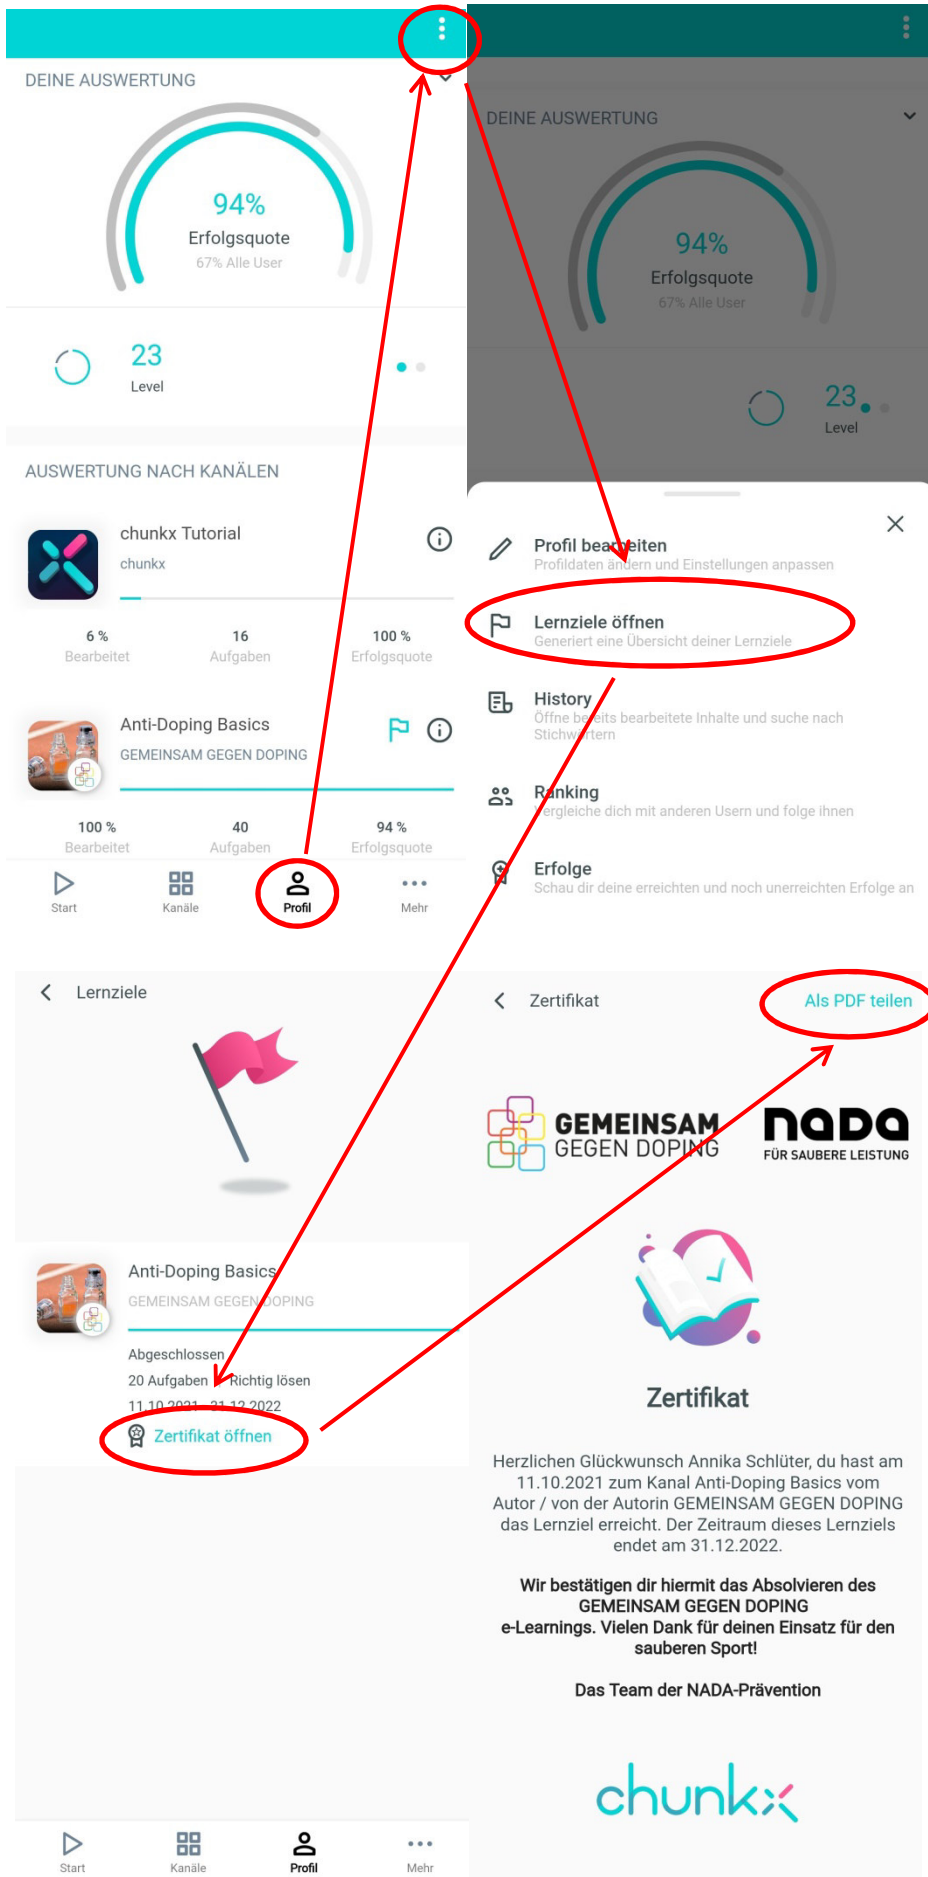 DEINE AUSWERTUNG
94%
Erfolgsquote
67% Alle User
23
Level
AUSWERTUNG NACH KANÄLEN
chunkx Tutorial
chunkx
6 % 16 100 %
Bearbeitet Aufgaben Erfolgsquote
Anti-Doping Basics
GEMEINSAM GEGEN DOPING
100 % 40 94 %
Bearbeitet Aufgaben Erfolgsquote
Start Kanäle Profil Mehr
DEINE AUSWERTUNG
94%
Erfolgsquote
67% Alle User
23
Level
Profil bearbeiten
Profildaten ändern und Einstellungen anpassen
Lernziele öffnen
Generiert eine Übersicht deiner Lernziele
History
Öffne bereits bearbeitete Inhalte und suche nach
Stichwörtern
Ranking
Vergleiche dich mit anderen Usern und folge ihnen
Erfolge
Schau dir deine erreichten und noch unerreichten Erfolge an
Lernziele
Anti-Doping Basics
GEMEINSAM GEGEN DOPING
Abgeschlossen
20 Aufgaben Richtig lösen
11.10.2021 - 31.12.2022
Zertifikat öffnen
Start Kanäle Profil Mehr
Zertifikat Als PDF teilen
GEMEINSAM
GEGEN DOPING
NADA
FÜR SAUBERE LEISTUNG
Zertifikat
Herzlichen Glückwunsch Annika Schlüter, du hast am
11.10.2021 zum Kanal Anti-Doping Basics vom
Autor / von der Autorin GEMEINSAM GEGEN DOPING
das Lernziel erreicht. Der Zeitraum dieses Lernziels
endet am 31.12.2022.
Wir bestätigen dir hiermit das Absolvieren des
GEMEINSAM GEGEN DOPING
e-Learnings. Vielen Dank für deinen Einsatz für den
sauberen Sport!
Das Team der NADA-Prävention
chunkx